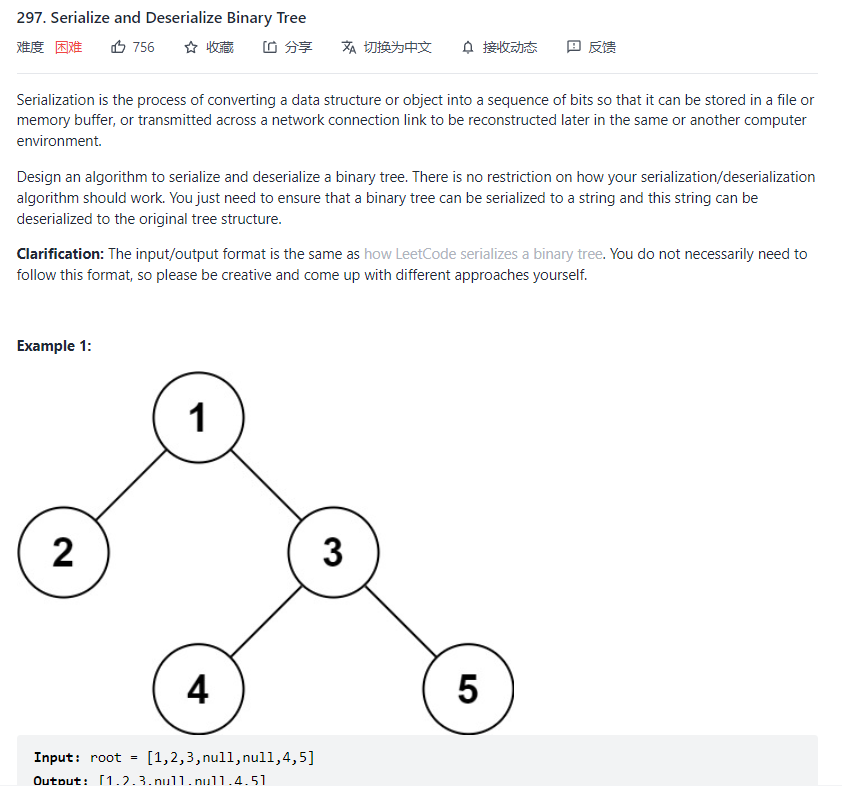 297. Serialize and Deserialize Binary Tree
难度 困难 756 收藏 分享 切换为中文 接收动态 反馈
Serialization is the process of converting a data structure or object into a sequence of bits so that it can be stored in a file or
memory buffer, or transmitted across a network connection link to be reconstructed later in the same or another computer
environment.
Design an algorithm to serialize and deserialize a binary tree. There is no restriction on how your serialization/deserialization
algorithm should work. You just need to ensure that a binary tree can be serialized to a string and this string can be
deserialized to the original tree structure.
Clarification: The input/output format is the same as how LeetCode serializes a binary tree. You do not necessarily need to
follow this format, so please be creative and come up with different approaches yourself.
Example 1:
1
2 3
4 5
Input: root = [1,2,3,null,null,4,5]
Output: [1,2,3,null,null,4,5]